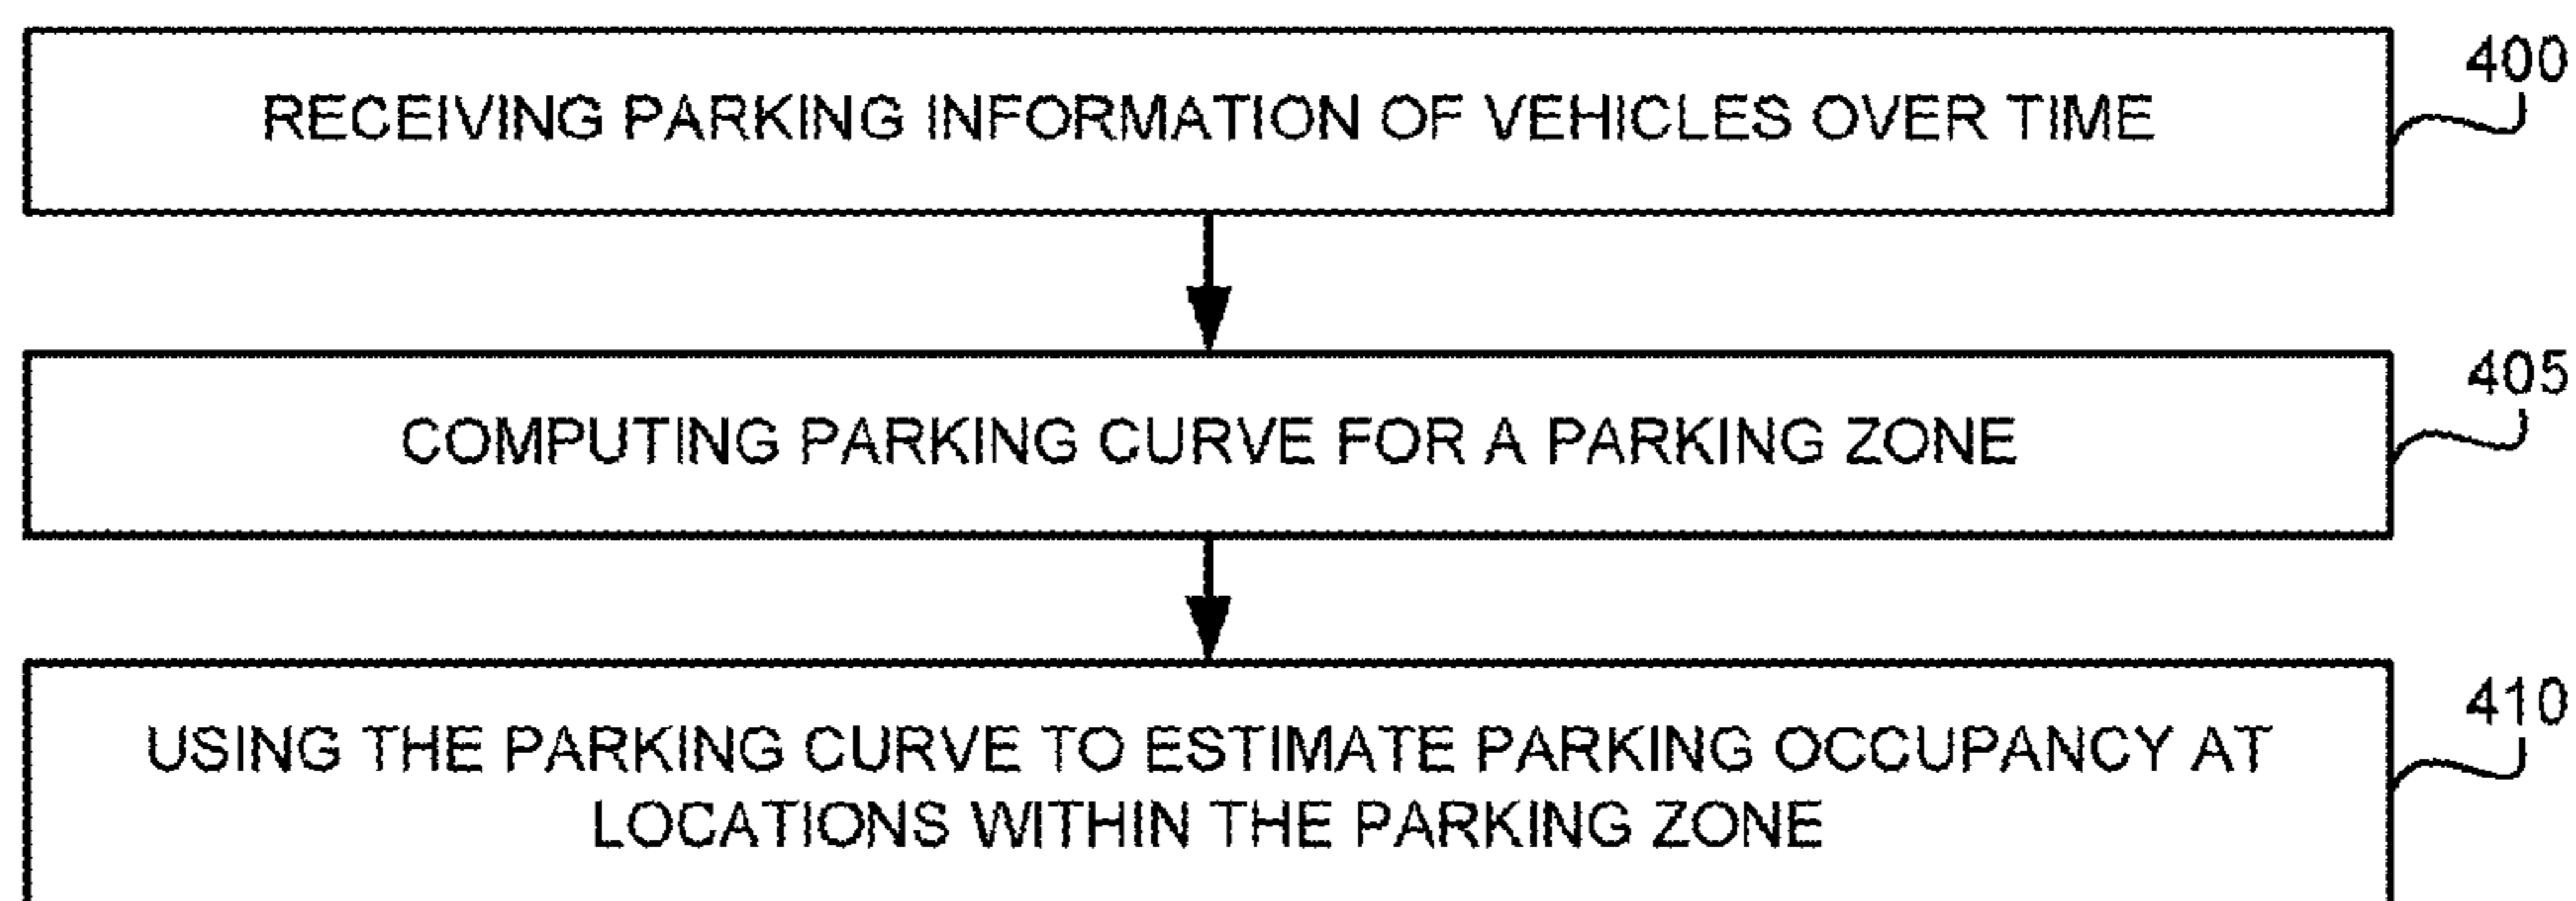 RECEIVING PARKING INFORMATION OF VEHICLES OVER TIME
400
COMPUTING PARKING CURVE FOR A PARKING ZONE
405
USING THE PARKING CURVE TO ESTIMATE PARKING OCCUPANCY AT
LOCATIONS WITHIN THE PARKING ZONE
410